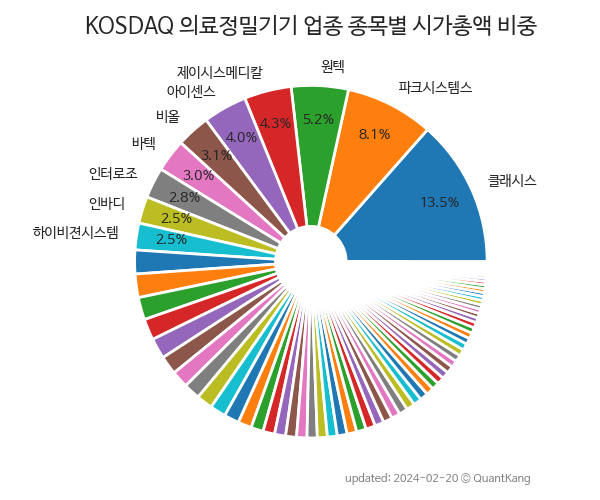 KOSDAQ 의료정밀기기 업종 종목별 시가총액 비중
클래시스
13.5%
파크시스템스
8.1%
원텍
5.2%
제이시스메디칼
4.3%
아이센스
4.0%
비올
3.1%
바텍
3.0%
인터로조
2.8%
인바디
2.5%
하이비젼시스템
2.5%
updated: 2024-02-20 © QuantKang